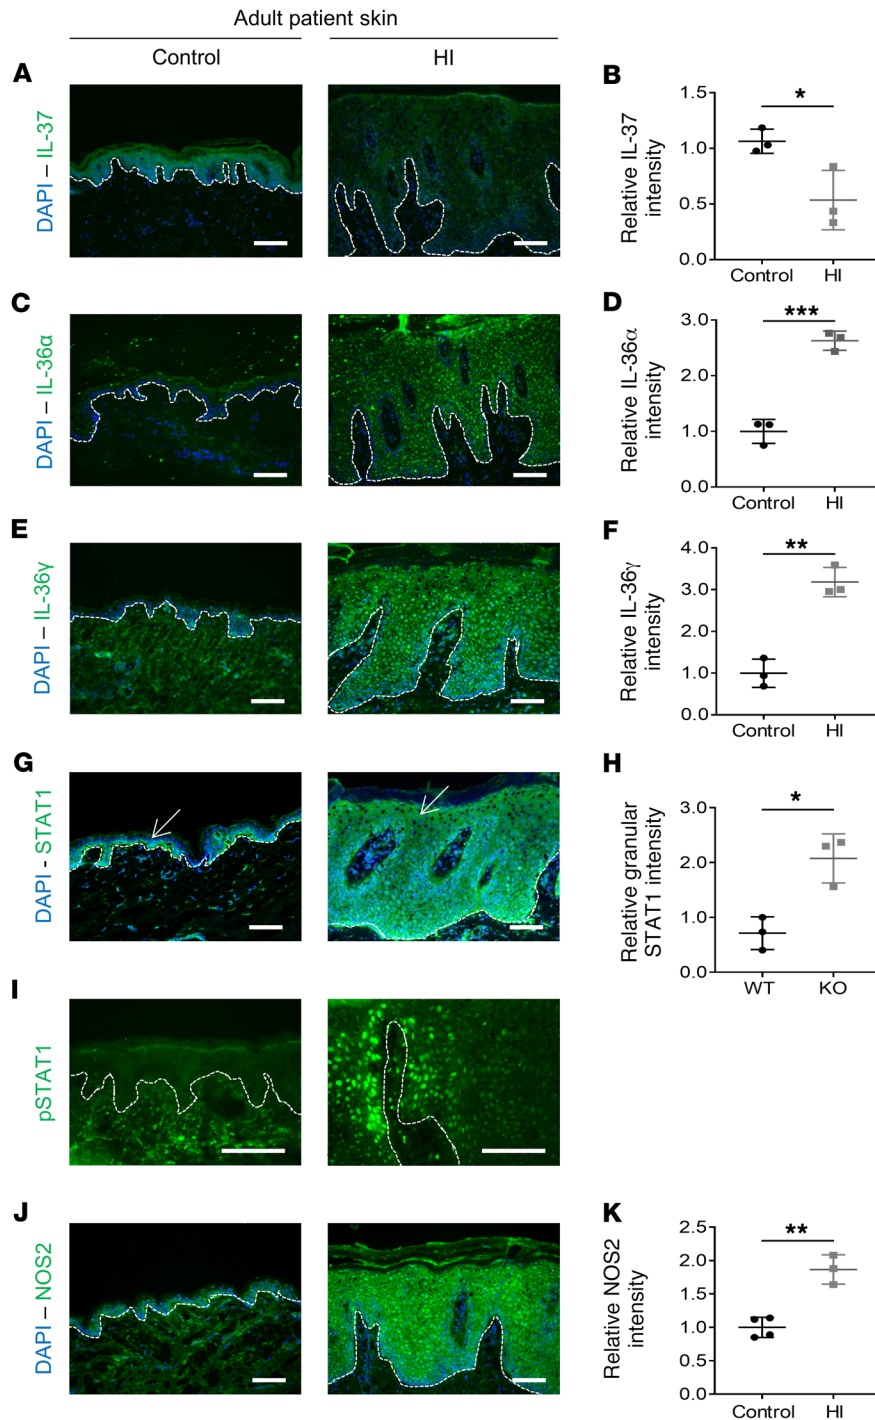 Adult patient skin
Control
HI
A
DAPI – IL-37
B
Relative IL-37
intensity
1.5
1.0
0.5
0.0
*
Control
HI
C
DAPI – IL-36α
D
Relative IL-36α
intensity
3.0
2.0
1.0
0.0
***
Control
HI
E
DAPI – IL-36γ
F
Relative IL-36γ
intensity
4.0
3.0
1.0
0.0
**
Control
HI
G
DAPI - STAT1
H
Relative granular
STAT1 intensity
3.0
2.0
1.0
0.0
*
WT
KO
I
pSTAT1
J
DAPI – NOS2
K
Relative NOS2
intensity
2.5
2.0
1.5
1.0
0.5
0.0
**
Control
HI